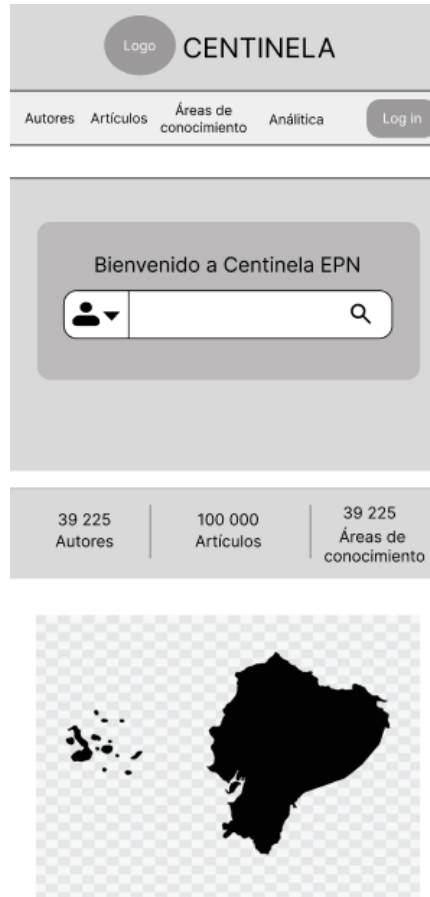 Logo
CENTINELA
Autores
Artículos
Áreas de
conocimiento
Análitica
Log in
Bienvenido a Centinela EPN
39 225
Autores
100 000
Artículos
39 225
Áreas de
conocimiento